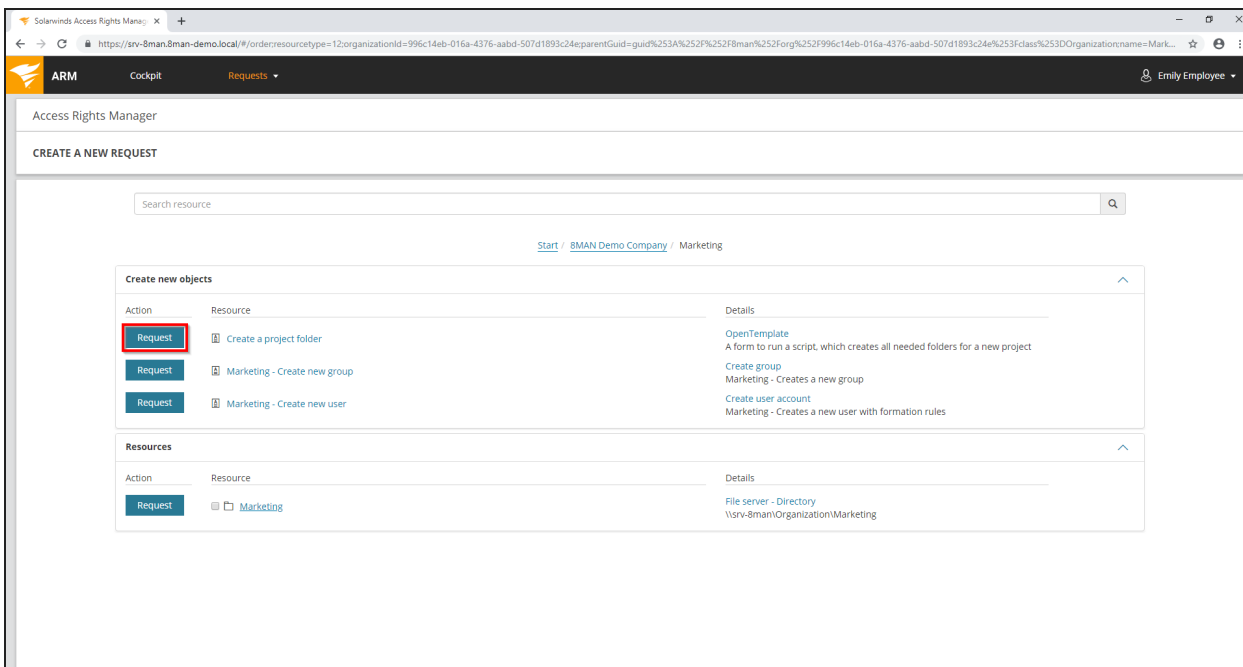 Solarwinds Access Rights Manag
https://srv-8man.8man-demo.local/#/order;resourcetype=12;organizationId=996c14eb-016a-4376-aabd-507d1893c24e;parentGuid=guid%253A%252F%252F8man%252Forg%252F996c14eb-016a-4376-aabd-507d1893c24e%253Fclass%253DOrganization;name=Mark...
ARM Cockpit Requests Emily Employee
Access Rights Manager
CREATE A NEW REQUEST
Search resource
Start / 8MAN Demo Company / Marketing
Create new objects
Action Resource Details
Request Create a project folder OpenTemplate
A form to run a script, which creates all needed folders for a new project
Request Marketing - Create new group Create group
Marketing - Creates a new group
Request Marketing - Create new user Create user account
Marketing - Creates a new user with formation rules
Resources
Action Resource Details
Request Marketing File server - Directory
\\srv-8man\Organization\Marketing